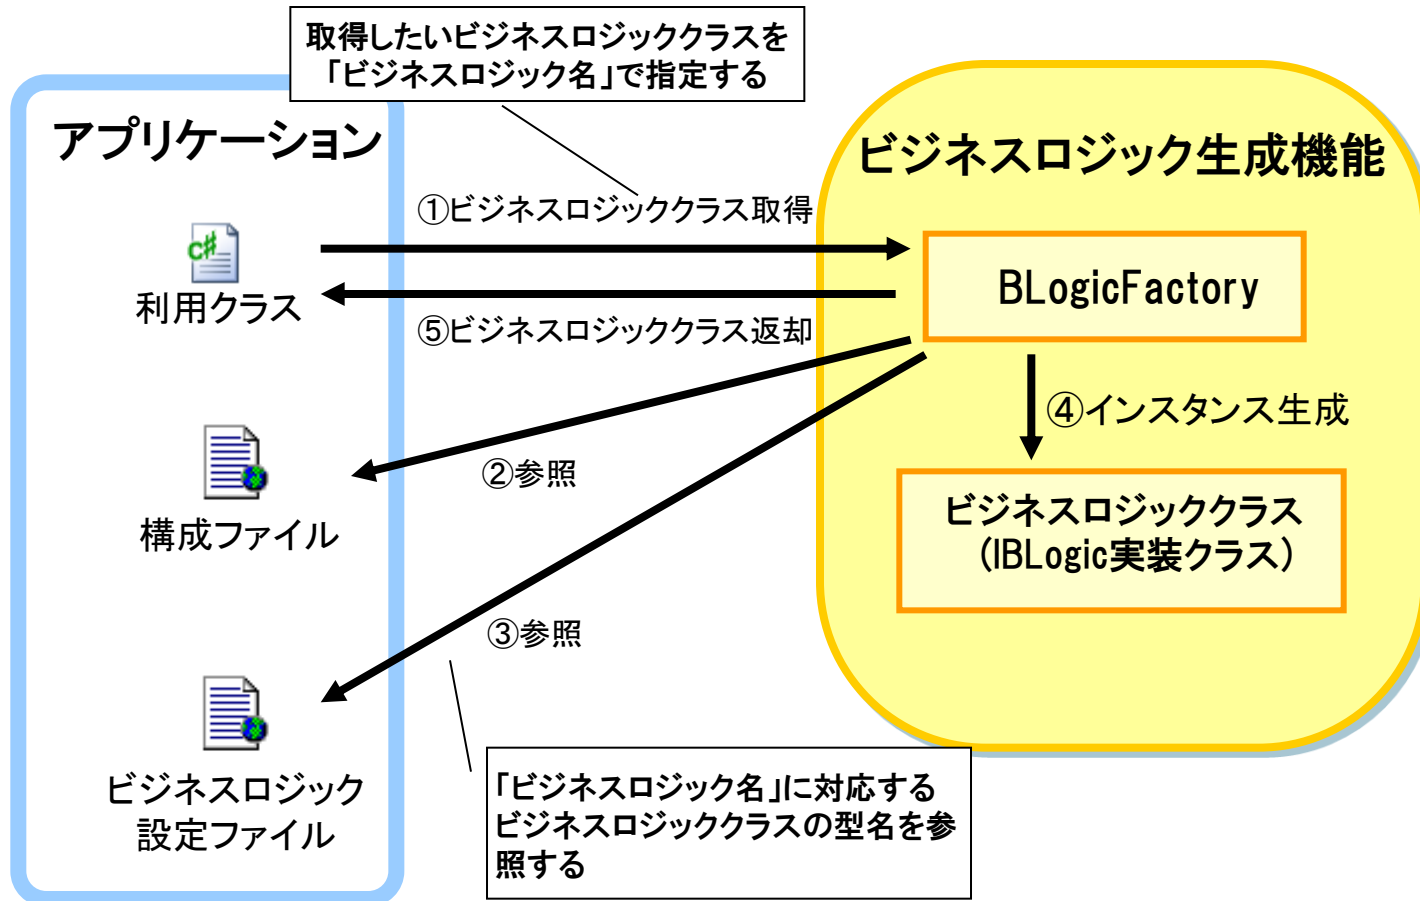 取得したいビジネスロジッククラスを
「ビジネスロジック名」で指定する
アプリケーション
ビジネスロジック生成機能
①ビジネスロジッククラス取得
C#
利用クラス
BLogicFactory
⑤ビジネスロジッククラス返却
④インスタンス生成
②参照
構成ファイル
ビジネスロジッククラス
(IBLogic実装クラス)
③参照
ビジネスロジック
設定ファイル
「ビジネスロジック名」に対応する
ビジネスロジッククラスの型名を参
照する